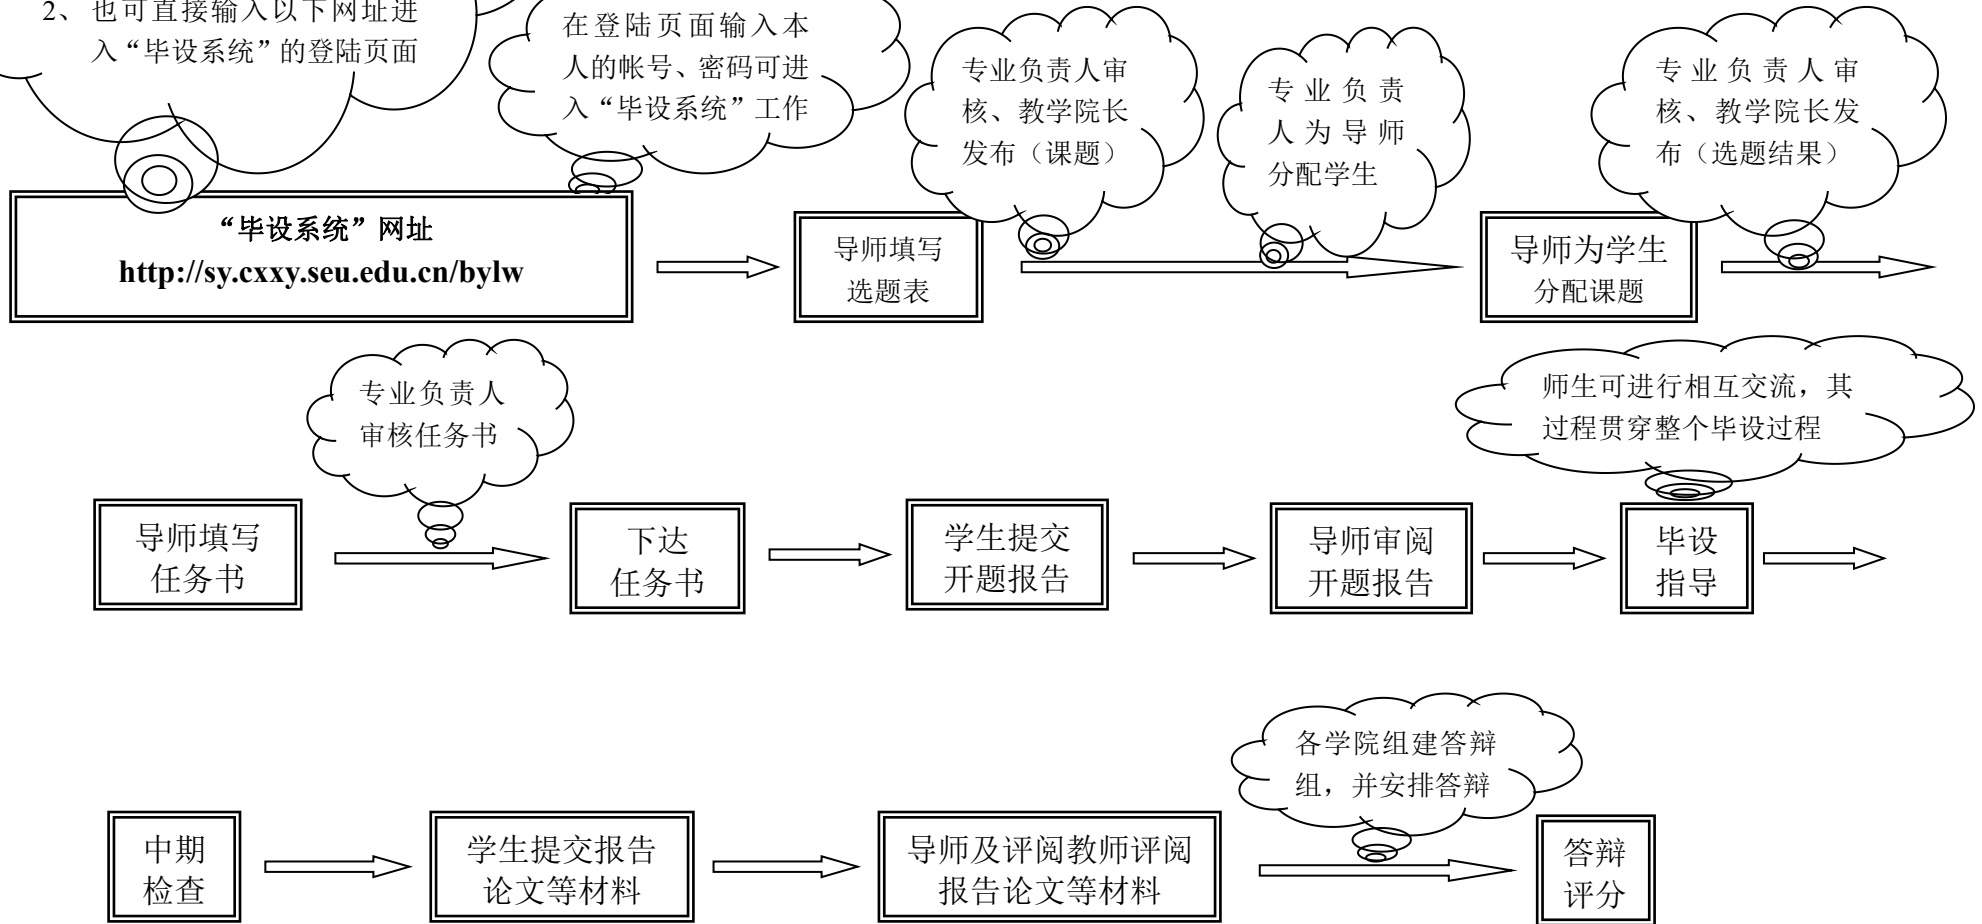 2、也可直接输入以下网址进
入“毕设系统”的登陆页面
在登陆页面输入本
人的帐号、密码可进
入“毕设系统”工作
专业负责人审
核、教学院长
发布（课题）
专业负责
人为导师
分配学生
专业负责人审
核、教学院长发
布（选题结果）
“毕设系统”网址
http://sy.cxxy.seu.edu.cn/bylw
导师填写
选题表
导师为学生
分配课题
专业负责人
审核任务书
师生可进行相互交流，其
过程贯穿整个毕设过程
导师填写
任务书
下达
任务书
学生提交
开题报告
导师审阅
开题报告
毕设
指导
各学院组建答辩
组，并安排答辩
中期
检查
学生提交报告
论文等材料
导师及评阅教师评阅
报告论文等材料
答辩
评分